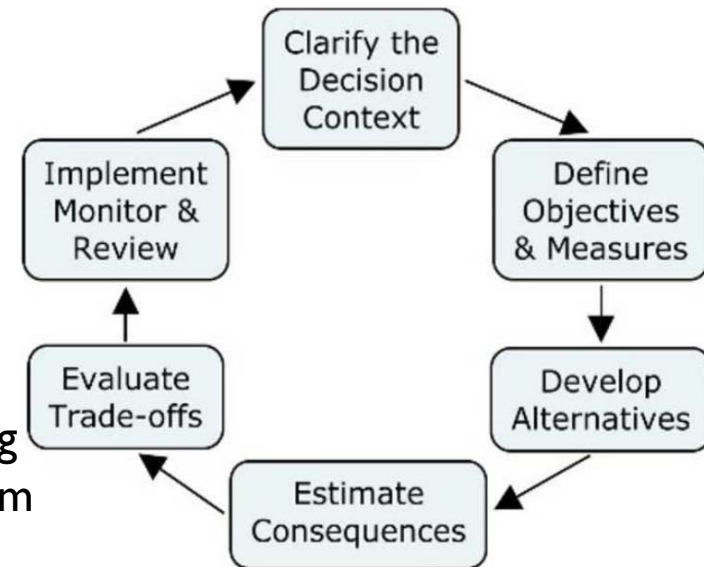 Clarify the
Decision
Context
Define
Objectives
& Measures
Develop
Alternatives
Estimate
Consequences
Evaluate
Trade-offs
Implement
Monitor &
Review